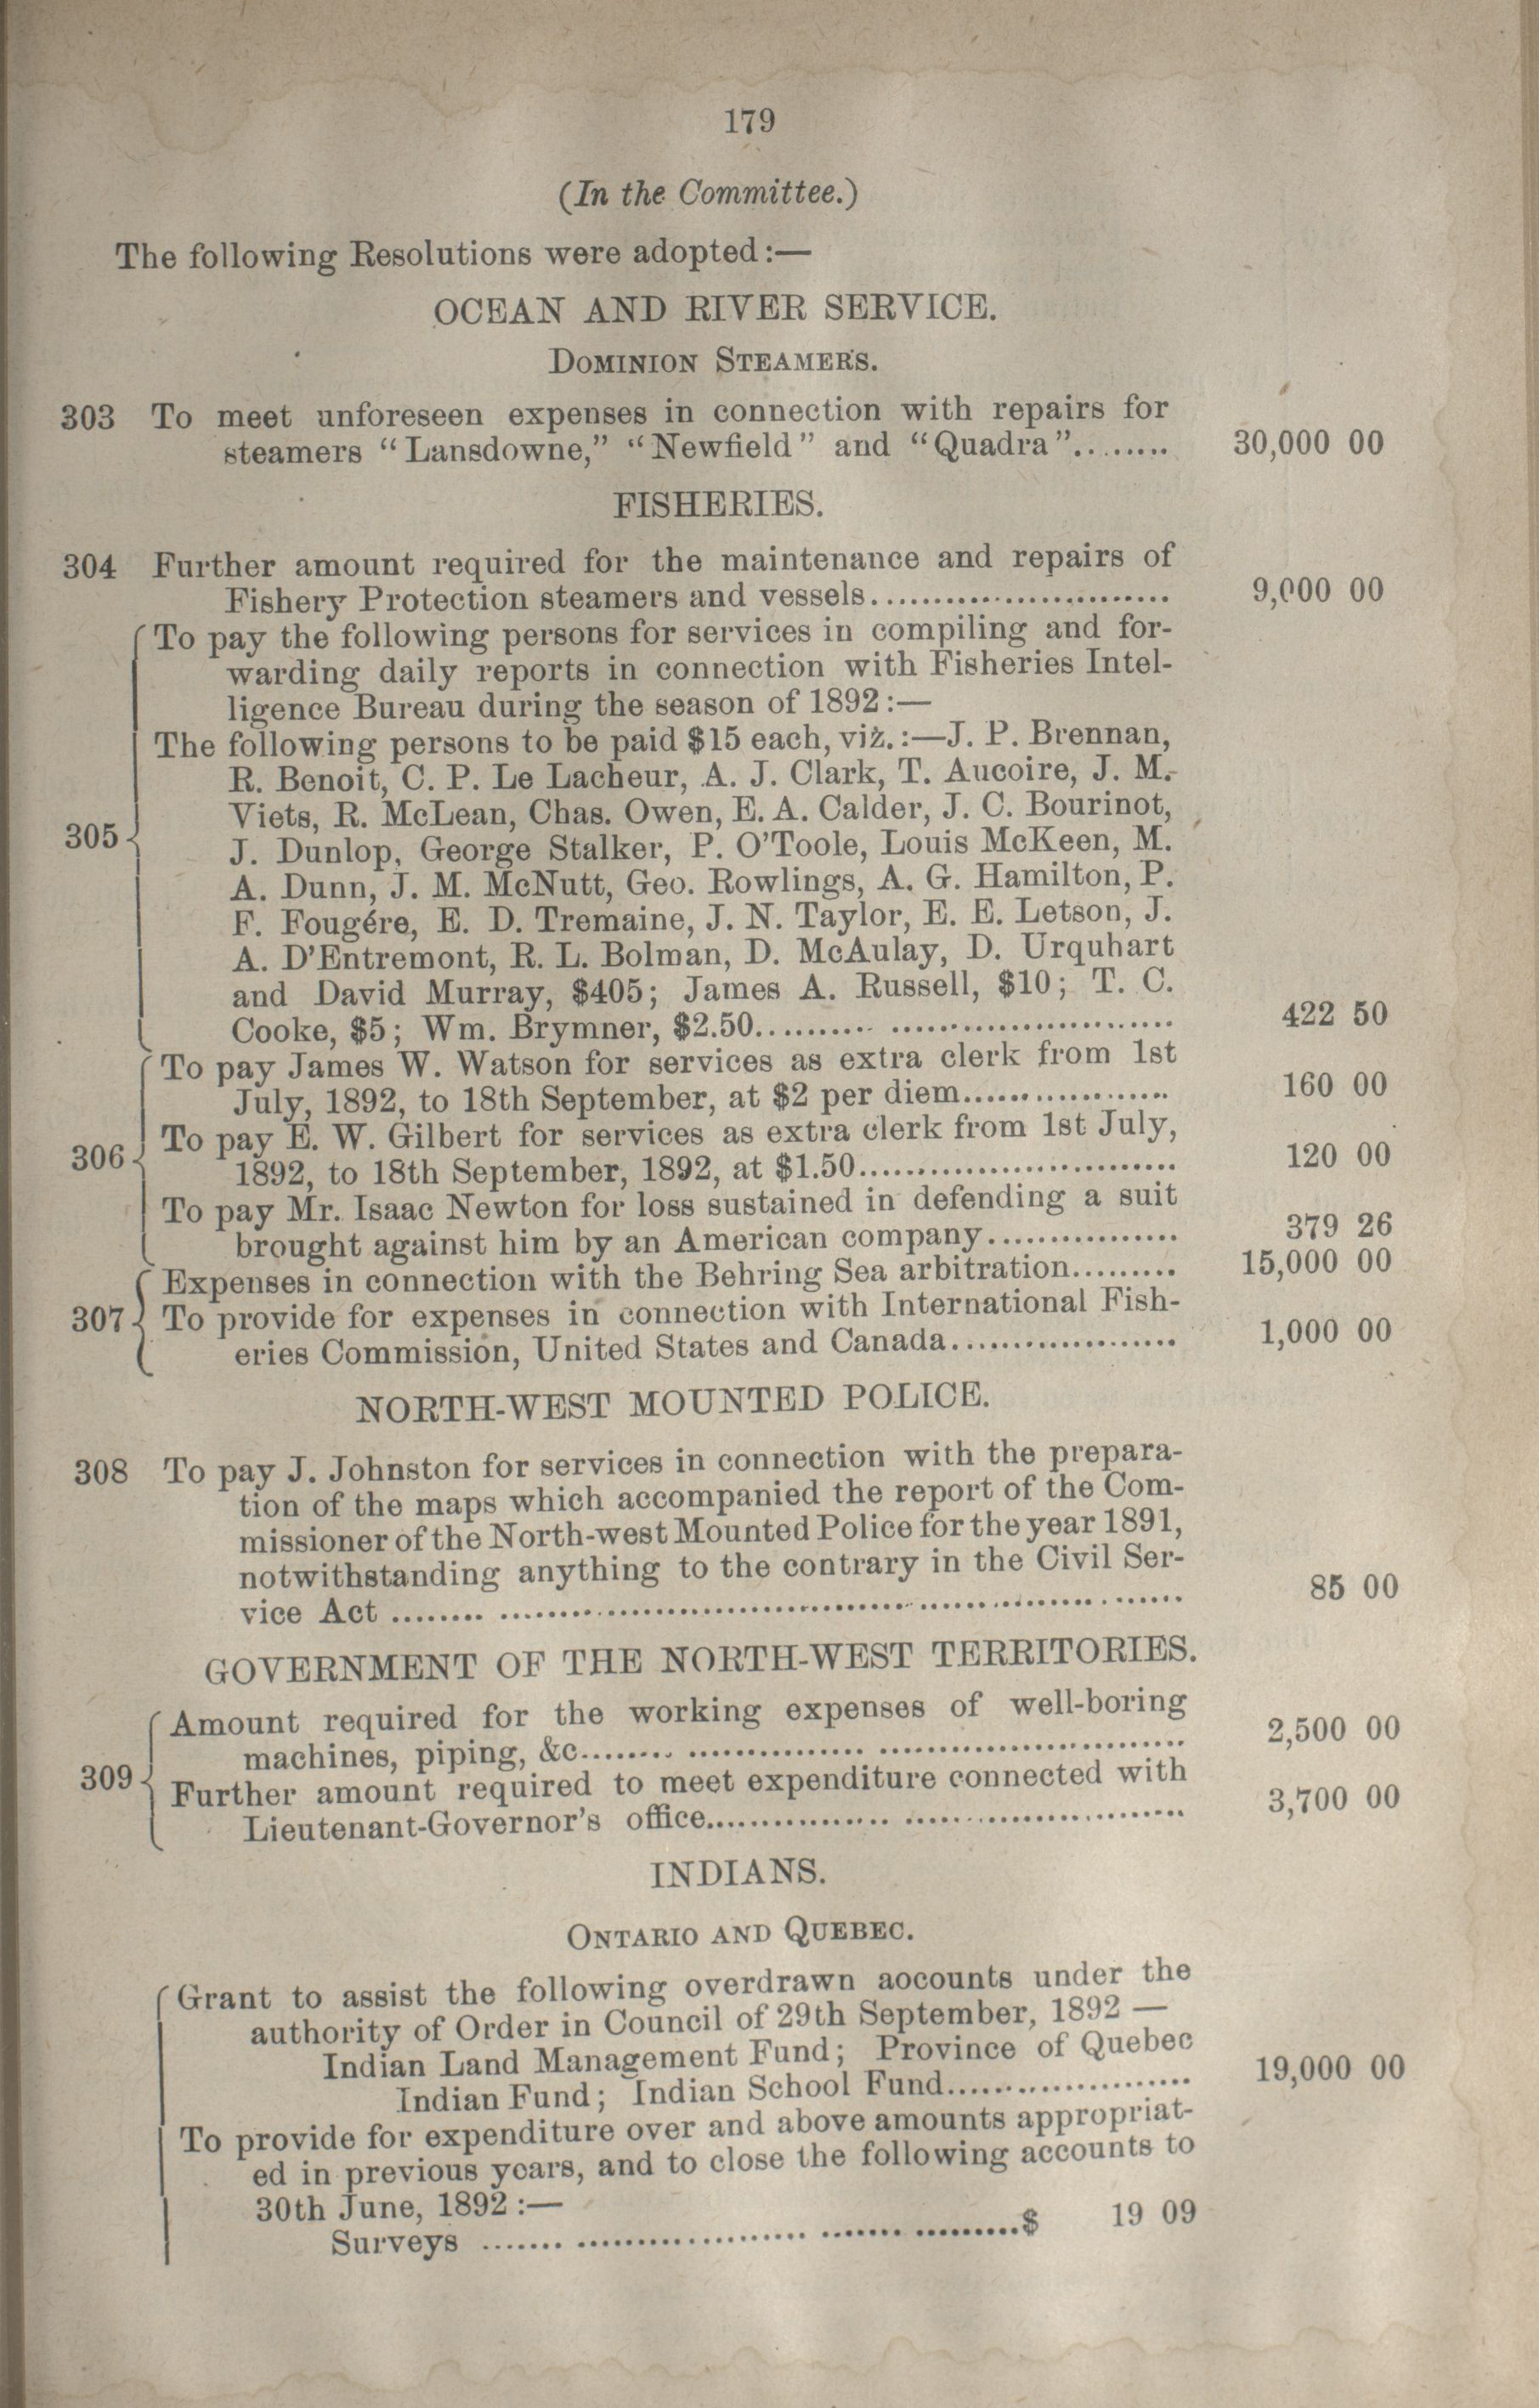 179
(In the Committee.)
The following Resolutions were adopted:—
OCEAN AND RIVER SERVICE.
DOMINION STEAMERS.
303 To meet unforeseen expenses in connection with repairs for
steamers "Lansdowne," "Newfield" and "Quadra"........ 30,000 00
FISHERIES.
304 Further amount required for the maintenance and repairs of
Fishery Protection steamers and vessels........................ 9,000 00
To pay the following persons for services in compiling and for-
warding daily reports in connection with Fisheries Intel-
ligence Bureau during the season of 1892:—
The following persons to be paid $15 each, viz.:—J. P. Brennan,
R. Benoit, C. P. Le Lacheur, A. J. Clark, T. Aucoire, J. M.
Viets, R. McLean, Chas. Owen, E. A. Calder, J. C. Bourinot,
305 J. Dunlop, George Stalker, P. O'Toole, Louis McKeen, M.
A. Dunn, J. M. McNutt, Geo. Rowlings, A. G. Hamilton, P.
F. Fougére, E. D. Tremaine, J. N. Taylor, E. E. Letson, J.
A. D'Entremont, R. L. Bolman, D. McAulay, D. Urquhart
and David Murray, $405; James A. Russell, $10; T. C.
Cooke, $5; Wm. Brymner, $2.50.......... ........................ 422 50
To pay James W. Watson for services as extra clerk from 1st
July, 1892, to 18th September, at $2 per diem.................. 160 00
306 To pay E. W. Gilbert for services as extra clerk from 1st July,
1892, to 18th September, 1892, at $1.50.......................... 120 00
To pay Mr. Isaac Newton for loss sustained in defending a suit
brought against him by an American company................ 379 26
Expenses in connection with the Behring Sea arbitration......... 15,000 00
307 To provide for expenses in connection with International Fish-
eries Commission, United States and Canada................... 1,000 00
NORTH-WEST MOUNTED POLICE.
308 To pay J. Johnston for services in connection with the prepara-
tion of the maps which accompanied the report of the Com-
missioner of the North-west Mounted Police for the year 1891,
notwithstanding anything to the contrary in the Civil Ser-
vice Act ........ ................................................ ...... 85 00
GOVERNMENT OF THE NORTH-WEST TERRITORIES.
Amount required for the working expenses of well-boring
machines, piping, &c........ ............... ......................... 2,500 00
309 Further amount required to meet expenditure connected with
Lieutenant-Governor's office................ ........................ 3,700 00
INDIANS.
ONTARIO AND QUEBEC.
Grant to assist the following overdrawn aocounts under the
authority of Order in Council of 29th September, 1892 —
Indian Land Management Fund; Province of Quebec
Indian Fund; Indian School Fund..................... 19,000 00
To provide for expenditure over and above amounts appropriat-
ed in previous years, and to close the following accounts to
30th June, 1892:—
Surveys ....... .................... ....... .........$ 19 09